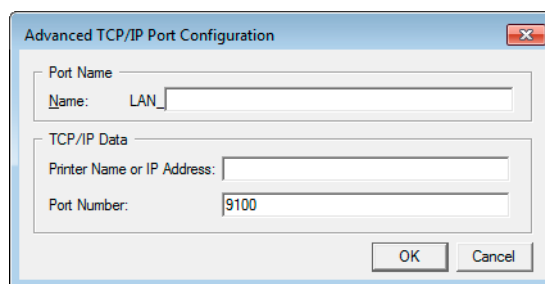 Advanced TCP/IP Port Configuration
Port Name
Name: LAN_
TCP/IP Data
Printer Name or IP Address:
Port Number: 9100
OK Cancel